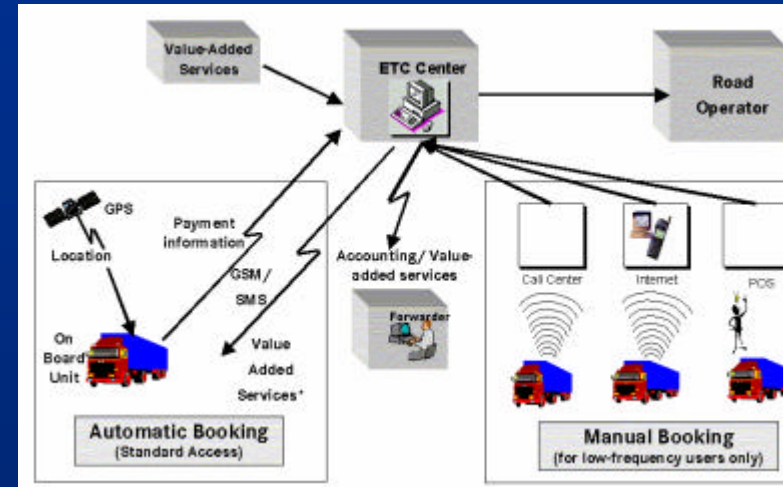 Value-Added
Services
ETC Center
Road
Operator
GPS
Location
Payment
information
GSM/
SMS
On
Board
Unit
Value
Added
Services*
Automatic Booking
(Standard Access)
Accounting/ Value-
added services
Forwarder
Call Center
Internet
POS
Manual Booking
(for low-frequency users only)